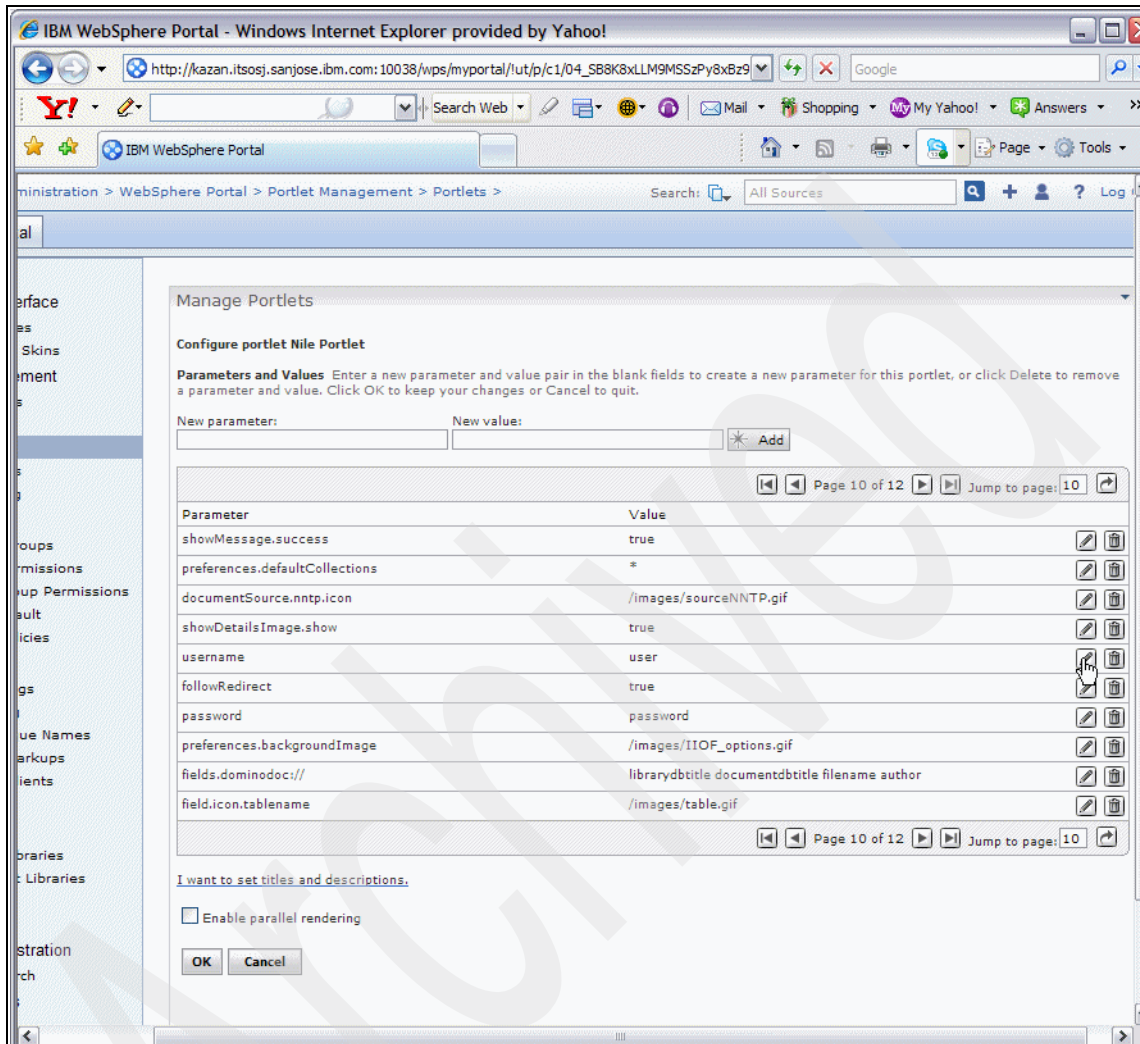 IBM WebSphere Portal - Windows Internet Explorer provided by Yahoo!
http://kazan.itsosj.sanjose.ibm.com:10038/wps/myportal/!ut/p/c1/04_SB8K8xLLM9MSSzPy8xBz9
Google
Y! Search Web Mail Shopping My Yahoo! Answers
IBM WebSphere Portal Page Tools
ministration > WebSphere Portal > Portlet Management > Portlets > Search: All Sources ? Log
al
erface
Manage Portlets
es
Skins
Configure portlet Nile Portlet
ement
Parameters and Values Enter a new parameter and value pair in the blank fields to create a new parameter for this portlet, or click Delete to remove
a parameter and value. Click OK to keep your changes or Cancel to quit.
s
New parameter: New value:
Add
s
g
Page 10 of 12 Jump to page: 10
Parameter Value
showMessage.success true
roups
preferences.defaultCollections *
rmissions
up Permissions
documentSource.nntp.icon /images/sourceNNTP.gif
ault
showDetailsImage.show true
icies
username user
followRedirect true
gs
password password
ue Names
preferences.backgroundImage /images/IIOF_options.gif
arkups
fields.dominodoc:// librarydbtitle documentdbtitle filename author
ients
field.icon.tablename /images/table.gif
Page 10 of 12 Jump to page: 10
braries
t Libraries
I want to set titles and descriptions.
Enable parallel rendering
stration
OK Cancel
rch
s
Archived